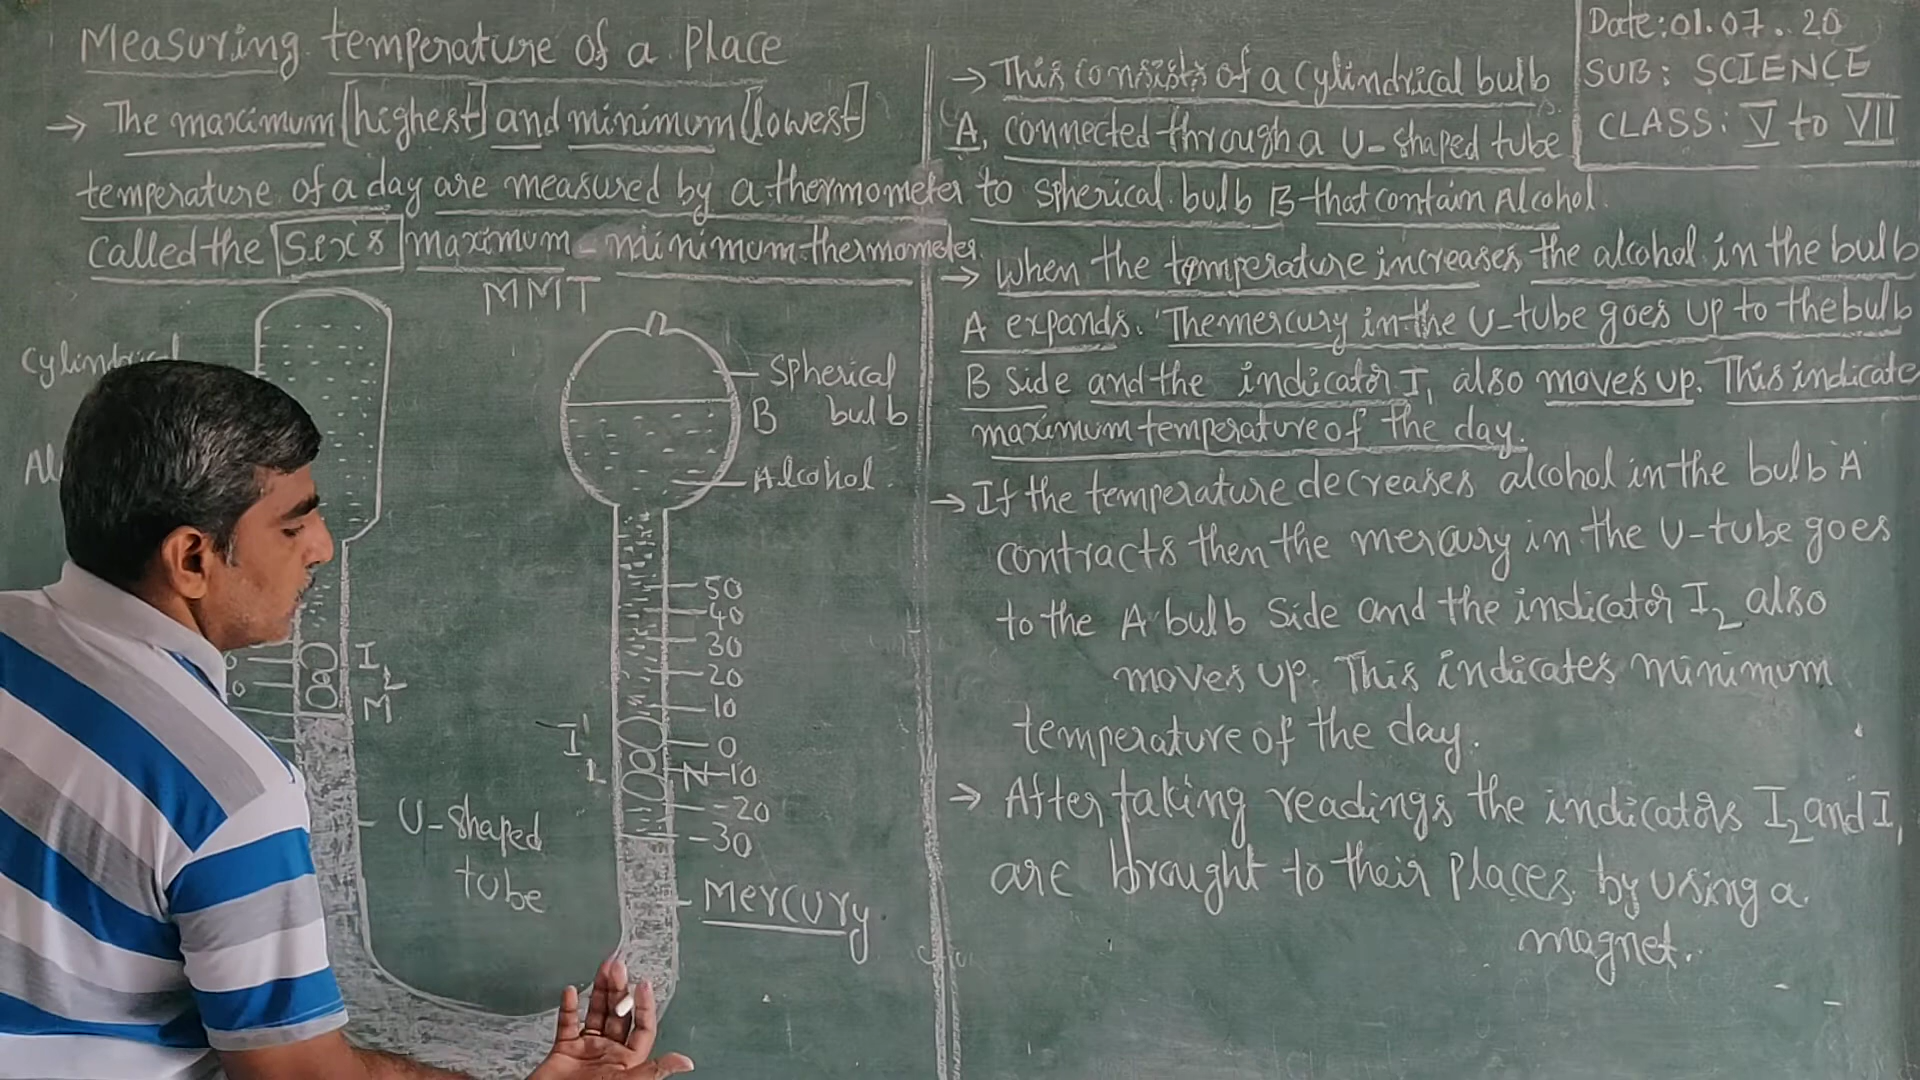 Measuring temperature of a place
→ The maximum [highest] and minimum [lowest]
temperature of a day are measured by a thermometer
called the Six's maximum - minimum thermometer
MMT
Cylindrical
Spherical
B bulb
Alcohol
50
40
30
20
10
0
-10
-20
-30
I
L
M
I
L
N
U-shaped
tube
Mercury
→ This consists of a cylindrical bulb
A, connected through a U-shaped tube
to spherical bulb B that contain Alcohol.
→ When the temperature increases the alcohol in the bulb
A expands. The mercury in the U-tube goes up to the bulb
B side and the indicator I1 also moves up. This indicate
maximum temperature of the day.
→ If the temperature decreases alcohol in the bulb A
contracts then the mercury in the U-tube goes
to the A bulb side and the indicator I2 also
moves up. This indicates minimum
temperature of the day.
→ After taking readings the indicators I2 and I1
are brought to their places by using a
magnet.
Date: 01.07..20
SUB: SCIENCE
CLASS: V to VII